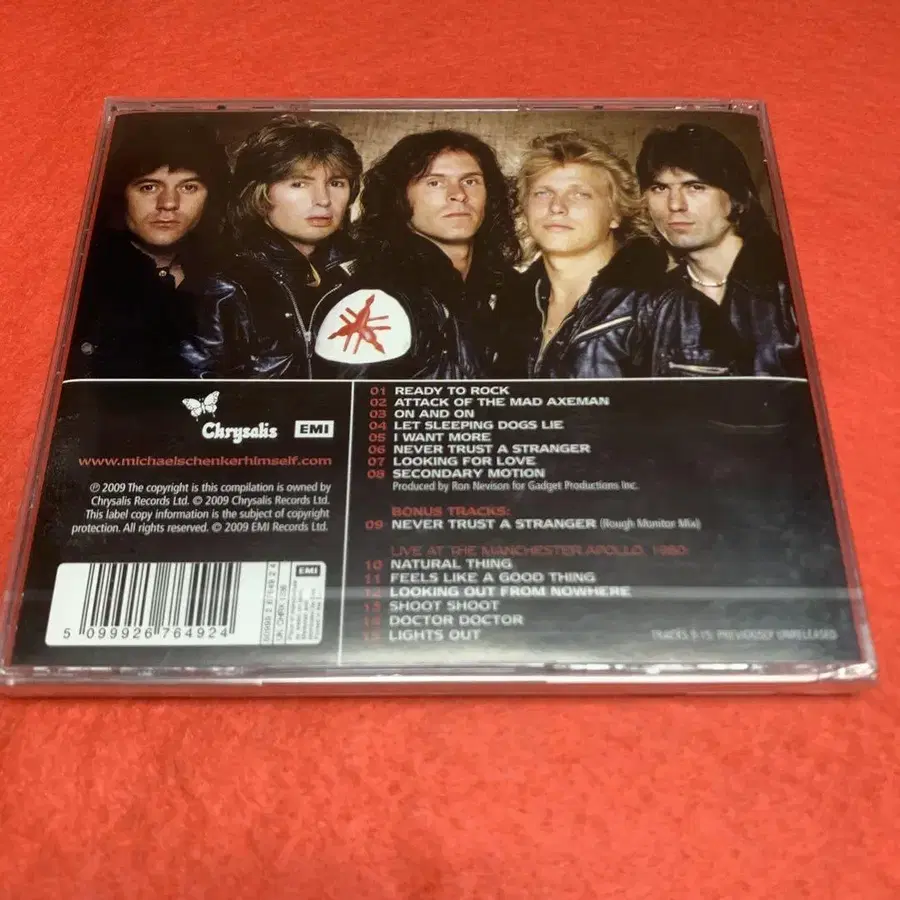 01 READY TO ROCK
02 ATTACK OF THE MAD AXEMAN
03 ON AND ON
04 LET SLEEPING DOGS LIE
05 I WANT MORE
06 NEVER TRUST A STRANGER
07 LOOKING FOR LOVE
08 SECONDARY MOTION
Produced by Ron Nevison for Gadget Productions Inc.
BONUS TRACKS:
09 NEVER TRUST A STRANGER (Rough Monitor Mix)
LIVE AT THE MANCHESTER APOLLO, 1980:
10 NATURAL THING
11 FEELS LIKE A GOOD THING
12 LOOKING OUT FROM NOWHERE
13 SHOOT SHOOT
14 DOCTOR DOCTOR
15 LIGHTS OUT
TRACKS 9-15: PREVIOUSLY UNRELEASED
Chrysalis EMI
www.michaelschenkerhimself.com
℗ 2009 The copyright is this compilation is owned by
Chrysalis Records Ltd. © 2009 Chrysalis Records Ltd.
This label copy information is the subject of copyright
protection. All rights reserved. © 2009 EMI Records Ltd.
5 099926 764924
EMI